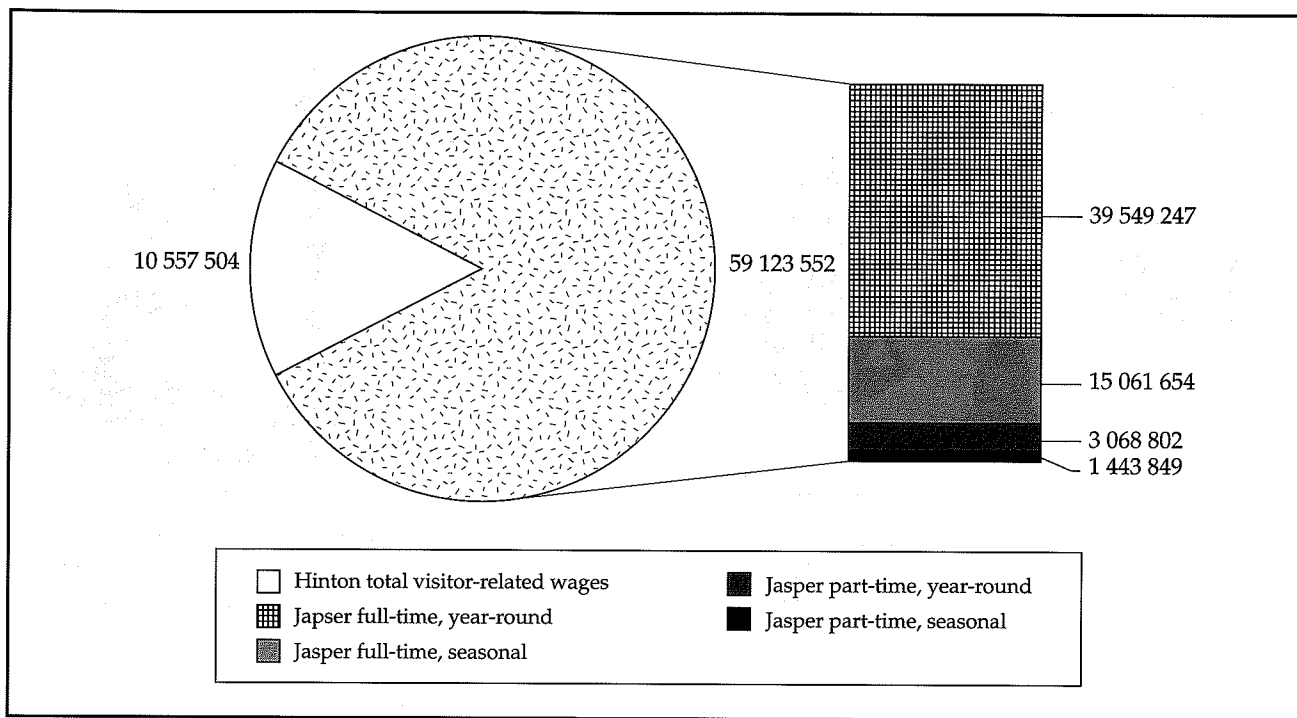 39 549 247
10 557 504
59 123 552
15 061 654
3 068 802
1 443 849
Hinton total visitor-related wages
Japser full-time, year-round
Jasper full-time, seasonal
Jasper part-time, year-round
Jasper part-time, seasonal